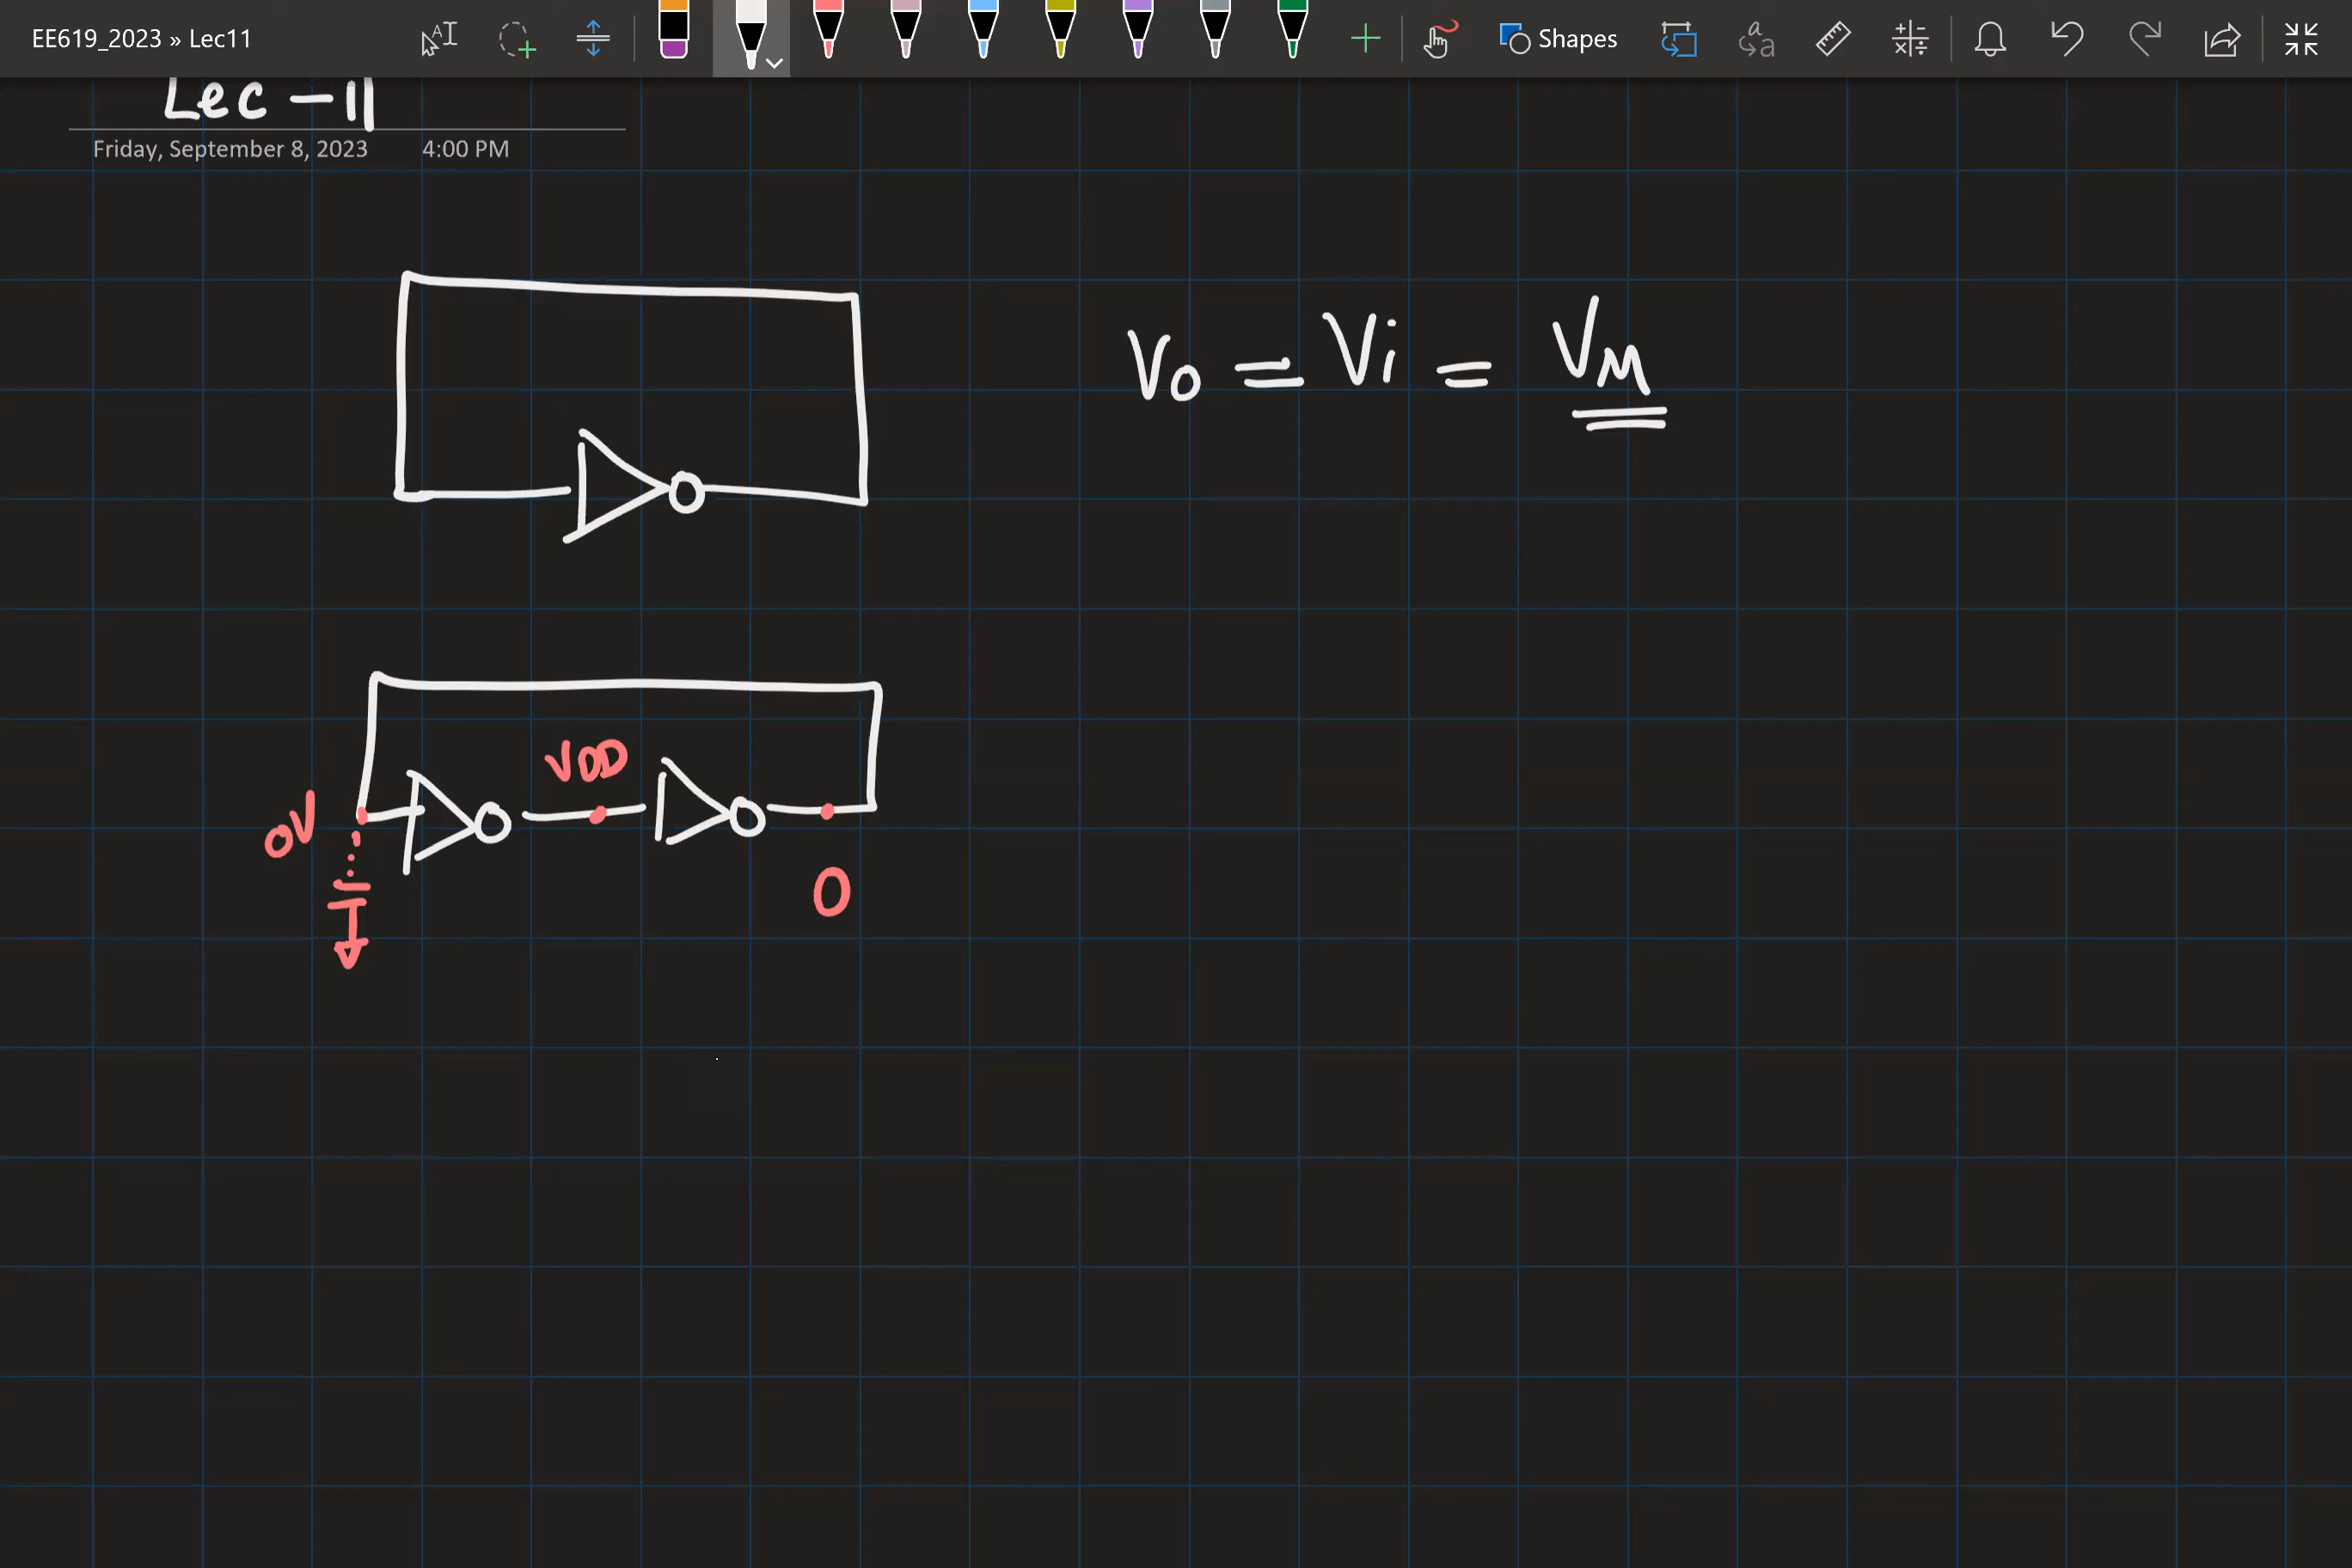 EE619_2023 » Lec11
Shapes
Lec - 11
Friday, September 8, 2023 4:00 PM
Vo = Vi = VM
VDD
0V
0